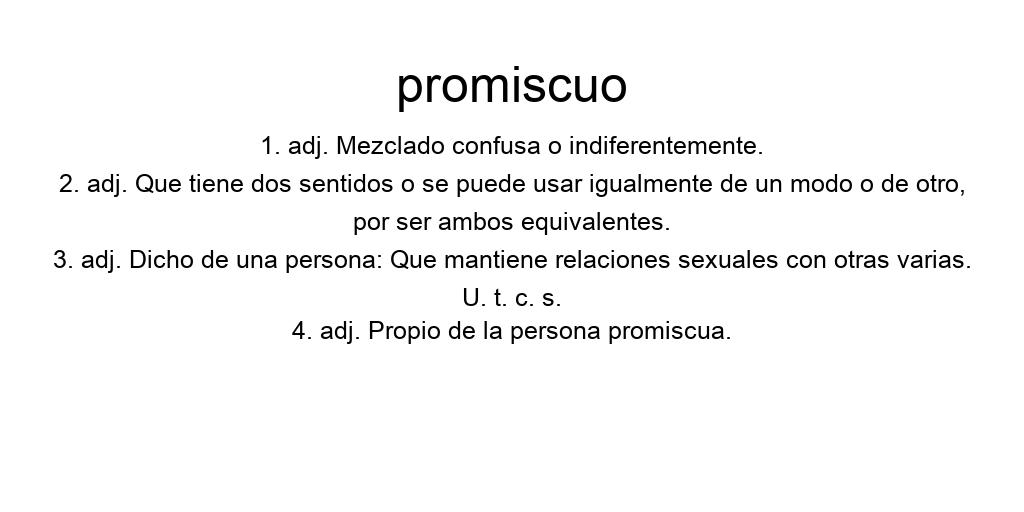 promiscuo
1. adj. Mezclado confusa o indiferentemente.
2. adj. Que tiene dos sentidos o se puede usar igualmente de un modo o de otro,
por ser ambos equivalentes.
3. adj. Dicho de una persona: Que mantiene relaciones sexuales con otras varias.
U. t. c. s.
4. adj. Propio de la persona promiscua.